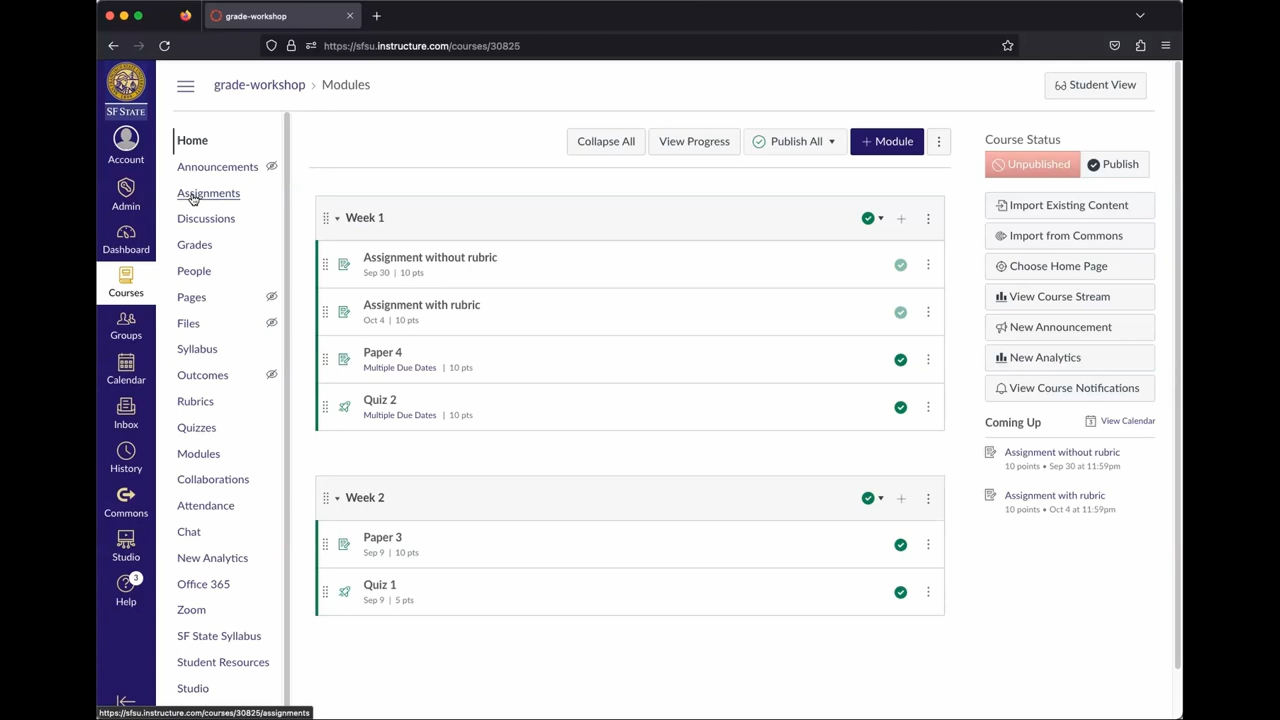 grade-workshop
https://sfsu.instructure.com/courses/30825
SF STATE
Account
Admin
Dashboard
Courses
Groups
Calendar
Inbox
History
Commons
Studio
3
Help
grade-workshop › Modules
Student View
Home
Announcements
Assignments
Discussions
Grades
People
Pages
Files
Syllabus
Outcomes
Rubrics
Quizzes
Modules
Collaborations
Attendance
Chat
New Analytics
Office 365
Zoom
SF State Syllabus
Student Resources
Studio
Collapse All
View Progress
Publish All
+ Module
Week 1
Assignment without rubric
Sep 30 | 10 pts
Assignment with rubric
Oct 4 | 10 pts
Paper 4
Multiple Due Dates | 10 pts
Quiz 2
Multiple Due Dates | 10 pts
Week 2
Paper 3
Sep 9 | 10 pts
Quiz 1
Sep 9 | 5 pts
Course Status
Unpublished
Publish
Import Existing Content
Import from Commons
Choose Home Page
View Course Stream
New Announcement
New Analytics
View Course Notifications
Coming Up
View Calendar
Assignment without rubric
10 points • Sep 30 at 11:59pm
Assignment with rubric
10 points • Oct 4 at 11:59pm
https://sfsu.instructure.com/courses/30825/assignments